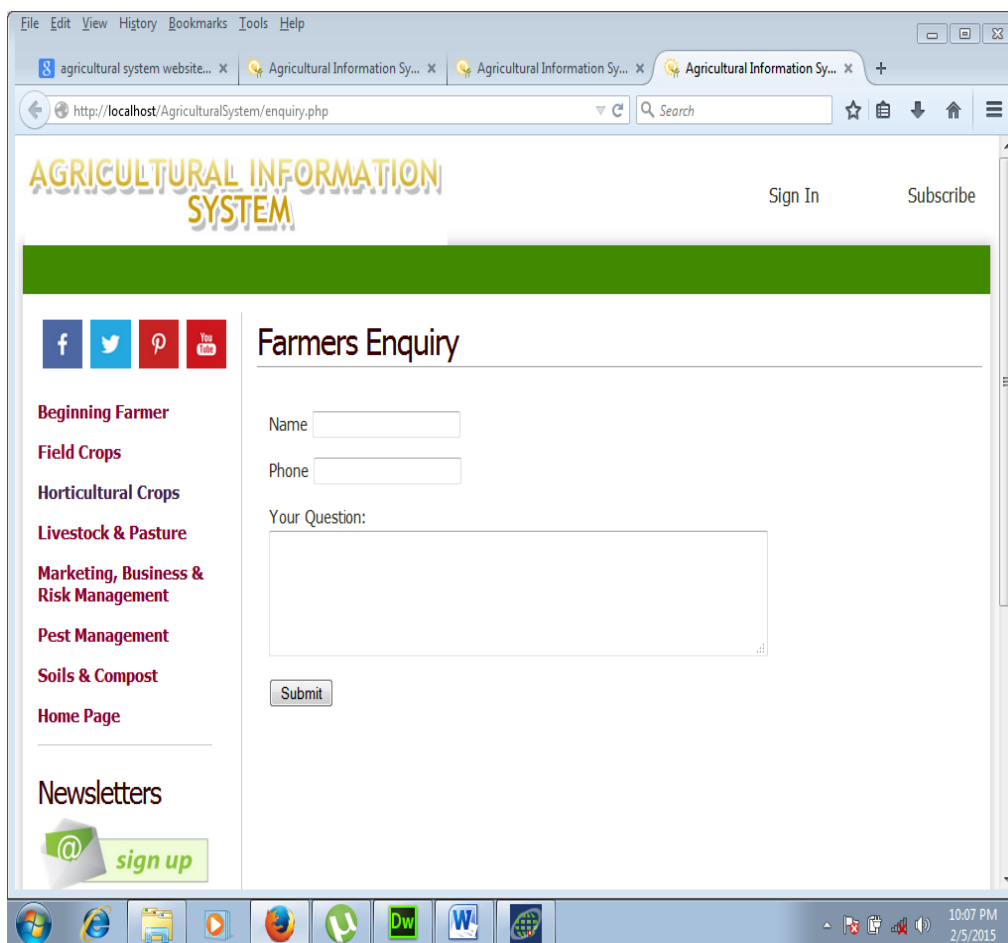 File Edit View History Bookmarks Tools Help
agricultural system website... × Agricultural Information Sy... × Agricultural Information Sy... × Agricultural Information Sy... × +
http://localhost/AgriculturalSystem/enquiry.php Search
AGRICULTURAL INFORMATION
SYSTEM
Sign In Subscribe
You
Tube
Farmers Enquiry
Beginning Farmer
Field Crops
Horticultural Crops
Livestock & Pasture
Marketing, Business &
Risk Management
Pest Management
Soils & Compost
Home Page
Name
Phone
Your Question:
Submit
Newsletters
@ sign up
Dw W
10:07 PM
2/5/2015